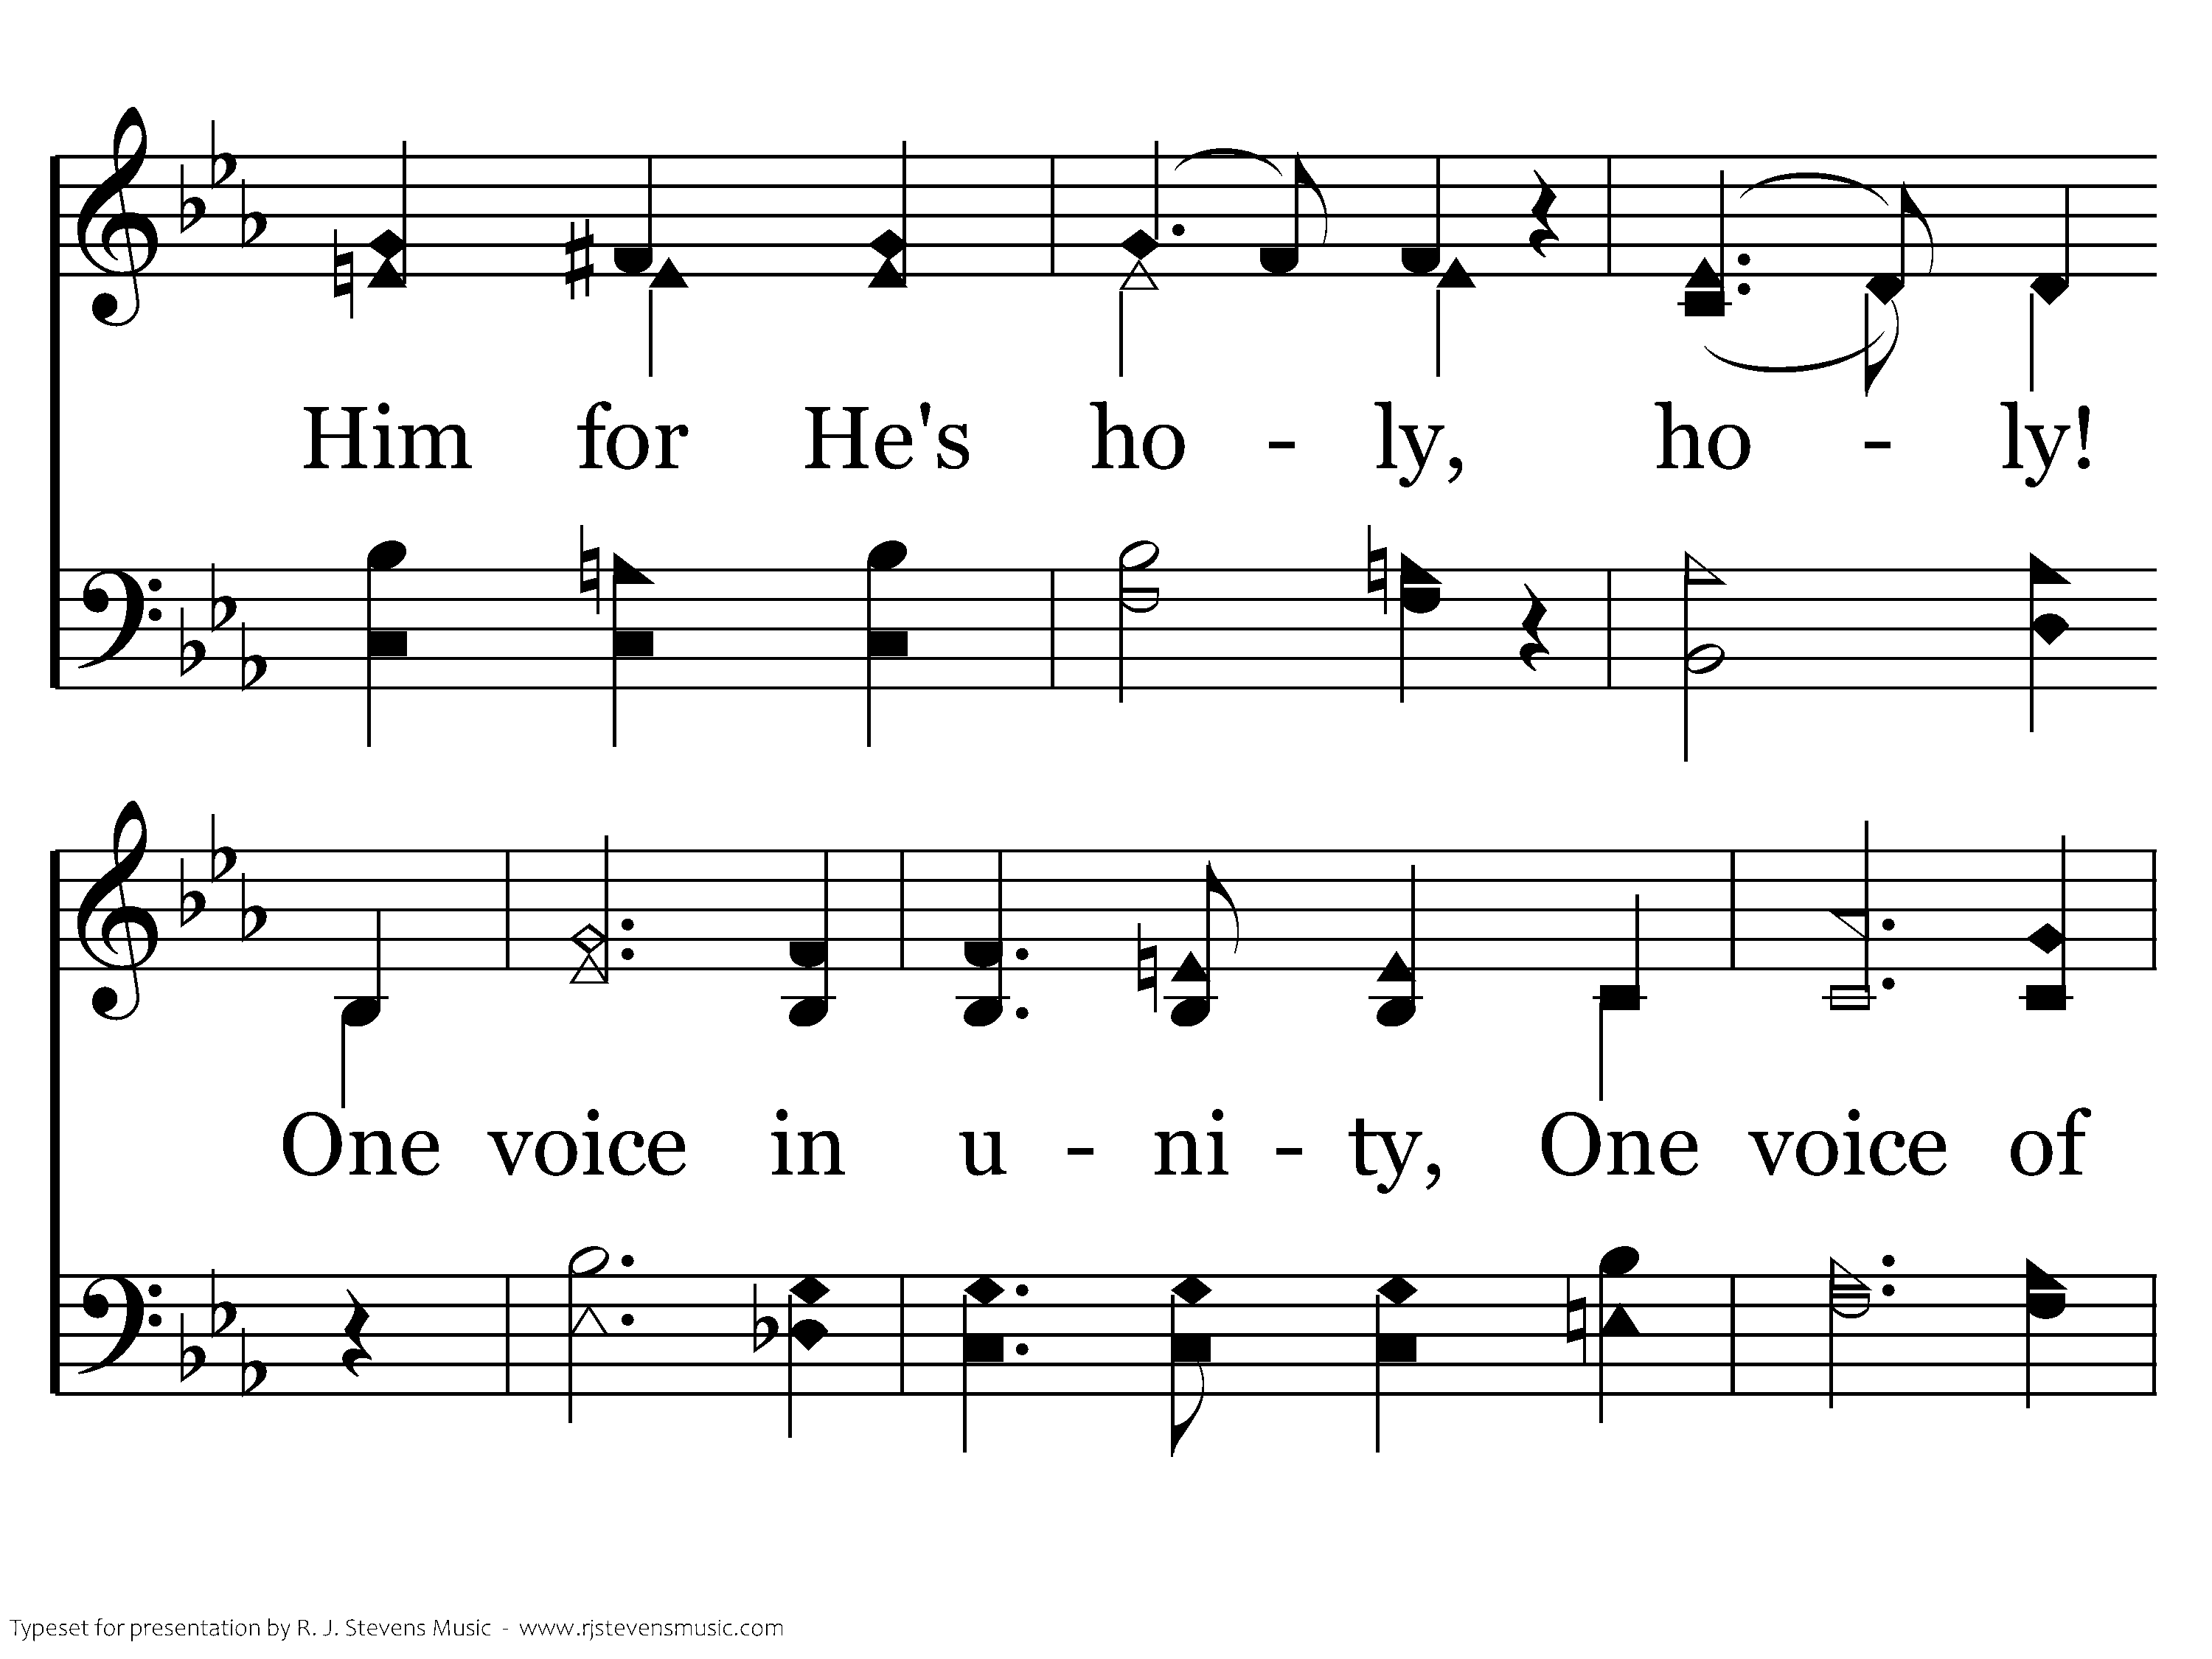 Him for He's ho - ly, ho - ly!
One voice in u - ni - ty, One voice of
Typeset for presentation by R. J. Stevens Music - www.rjstevensmusic.com